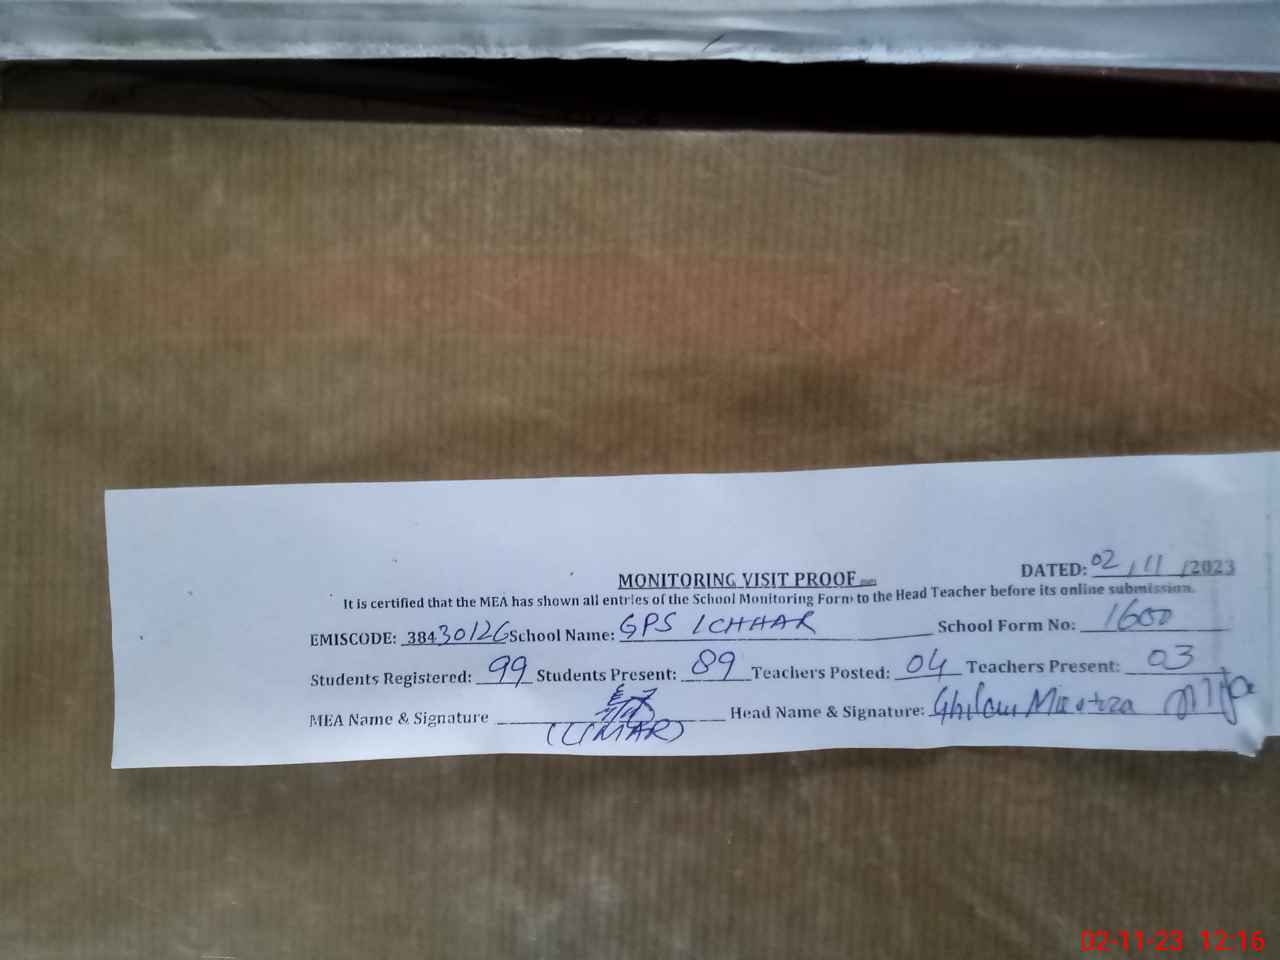 MONITORING VISIT PROOF
DATED: 02/11/2023
It is certified that the MEA has shown all entries of the School Monitoring Form to the Head Teacher before its online submission.
EMISCODE: 38430126 School Name: GPS ICHHAR School Form No: 1600
Students Registered: 99 Students Present: 89 Teachers Posted: 04 Teachers Present: 03
MEA Name & Signature Head Name & Signature: Ghulam Murtaza
(UMAR)
02-11-23 12:16